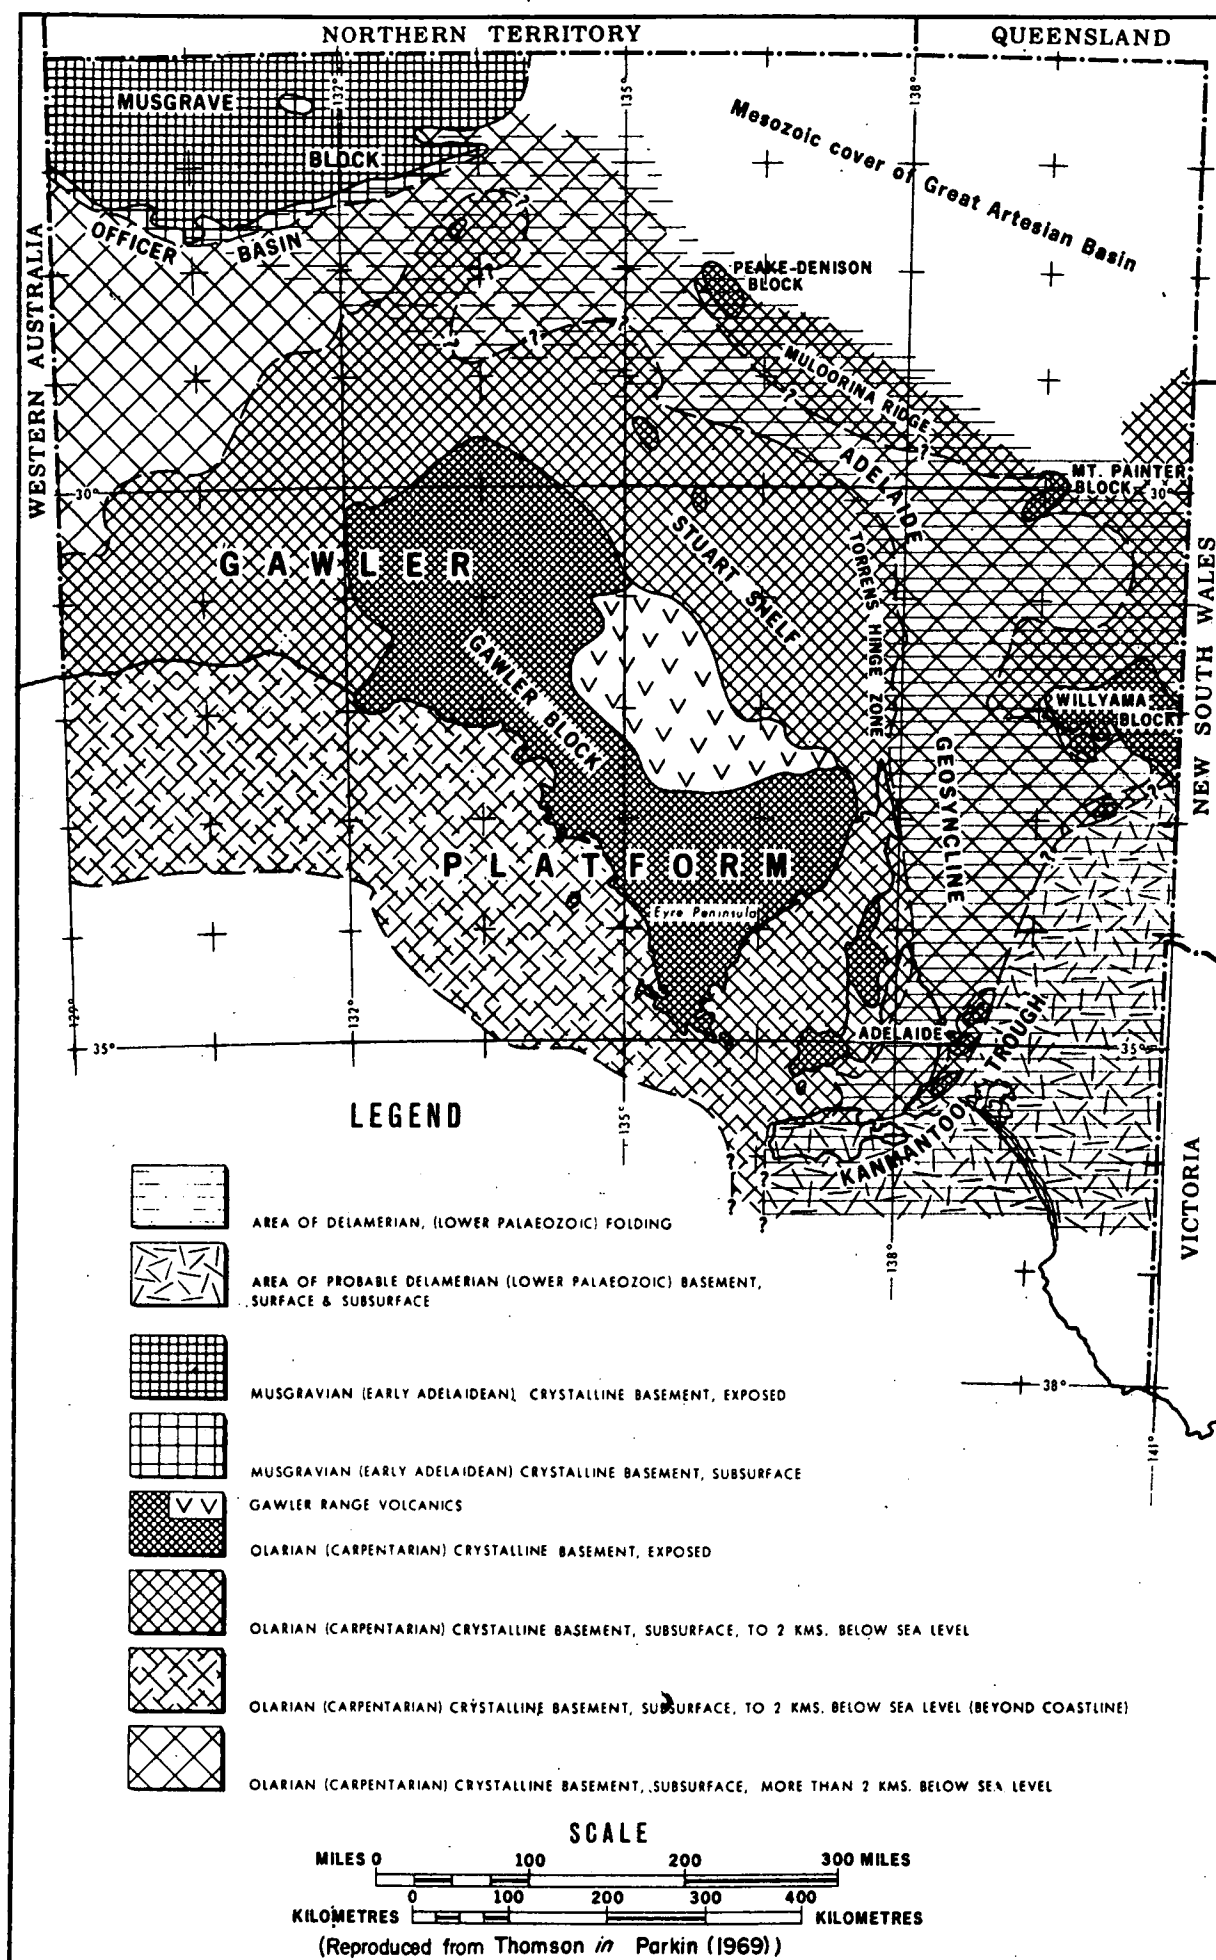 NORTHERN TERRITORY
QUEENSLAND
MUSGRAVE
BLOCK
132°
135°
138°
Mesozoic cover of Great Artesian Basin
WESTERN AUSTRALIA
OFFICER BASIN
PEAKE-DENISON
BLOCK
MULOORINA RIDGE
ADELAIDE
MT. PAINTER
BLOCK
30°
30°
GAWLER
STUART SHELF
TORRENS HINGE ZONE
GAWLER BLOCK
WILLYAMA
BLOCK
NEW SOUTH WALES
GEOSYNCLINE
PLATFORM
Eyre Peninsula
129°
132°
35°
ADELAIDE
35°
KANMANTOO TROUGH
135°
138°
VICTORIA
38°
141°
LEGEND
AREA OF DELAMERIAN, (LOWER PALAEOZOIC) FOLDING
AREA OF PROBABLE DELAMERIAN (LOWER PALAEOZOIC) BASEMENT,
SURFACE & SUBSURFACE
MUSGRAVIAN (EARLY ADELAIDEAN) CRYSTALLINE BASEMENT, EXPOSED
MUSGRAVIAN (EARLY ADELAIDEAN) CRYSTALLINE BASEMENT, SUBSURFACE
GAWLER RANGE VOLCANICS
OLARIAN (CARPENTARIAN) CRYSTALLINE BASEMENT, EXPOSED
OLARIAN (CARPENTARIAN) CRYSTALLINE BASEMENT, SUBSURFACE, TO 2 KMS. BELOW SEA LEVEL
OLARIAN (CARPENTARIAN) CRYSTALLINE BASEMENT, SUBSURFACE, TO 2 KMS. BELOW SEA LEVEL (BEYOND COASTLINE)
OLARIAN (CARPENTARIAN) CRYSTALLINE BASEMENT, SUBSURFACE, MORE THAN 2 KMS. BELOW SEA LEVEL
SCALE
MILES 0 100 200 300 MILES
0 100 200 300 400
KILOMETRES KILOMETRES
(Reproduced from Thomson in Parkin (1969))